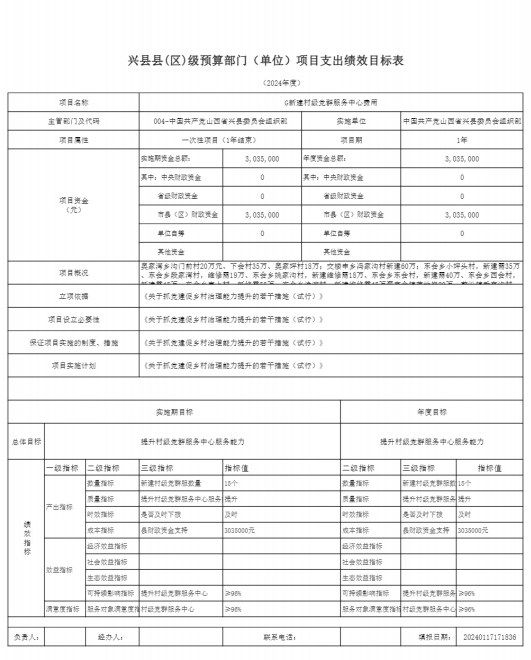 兴县县(区)级预算部门（单位）项目支出绩效目标表
（2024年度）
项目名称 G新建村级党群服务中心费用
主管部门及代码 004-中国共产党山西省兴县委员会组织部 实施单位 中国共产党山西省兴县委员会组织部
项目属性 一次性项目（1年结束） 项目期 1年
项目资金（元） 实施期资金总额： 3,035,000 年度资金总额： 3,035,000
其中：中央财政资金 0 其中：中央财政资金 0
省级财政资金 0 省级财政资金 0
市县（区）财政资金 3,035,000 市县（区）财政资金 3,035,000
单位自筹 0 单位自筹 0
其他资金 其他资金
项目概况
立项依据 《关于抓党建促乡村治理能力提升的若干措施（试行）》
项目设立必要性 《关于抓党建促乡村治理能力提升的若干措施（试行）》
保证项目实施的制度、措施 《关于抓党建促乡村治理能力提升的若干措施（试行）》
项目实施计划 《关于抓党建促乡村治理能力提升的若干措施（试行）》
实施期目标 年度目标
总体目标 提升村级党群服务中心服务能力 提升村级党群服务中心服务能力
绩效指标 一级指标 二级指标 三级指标 指标值 二级指标 三级指标 指标值
产出指标 数量指标 新建村级党群服数量 15个 数量指标 新建村级党群服数 15个
质量指标 提升村级党群服务中心服务 提升 质量指标 提升村级党群服务 提升
时效指标 是否及时下拨 及时 时效指标 是否及时下拨 及时
成本指标 县财政资金支持 3035000元 成本指标 县财政资金支持 3035000元
效益指标 经济效益指标 经济效益指标
社会效益指标 社会效益指标
生态效益指标 生态效益指标
可持续影响指标 提升村级党群服务中心 ≥96% 可持续影响指标 提升村级党群服务 ≥96%
满意度指标 服务对象满意度指 村级党群服务中心 ≥96% 服务对象满意度指 村级党群服务中心 ≥96%
负责人： 经办人： 联系电话： 填报日期： 20240117171836